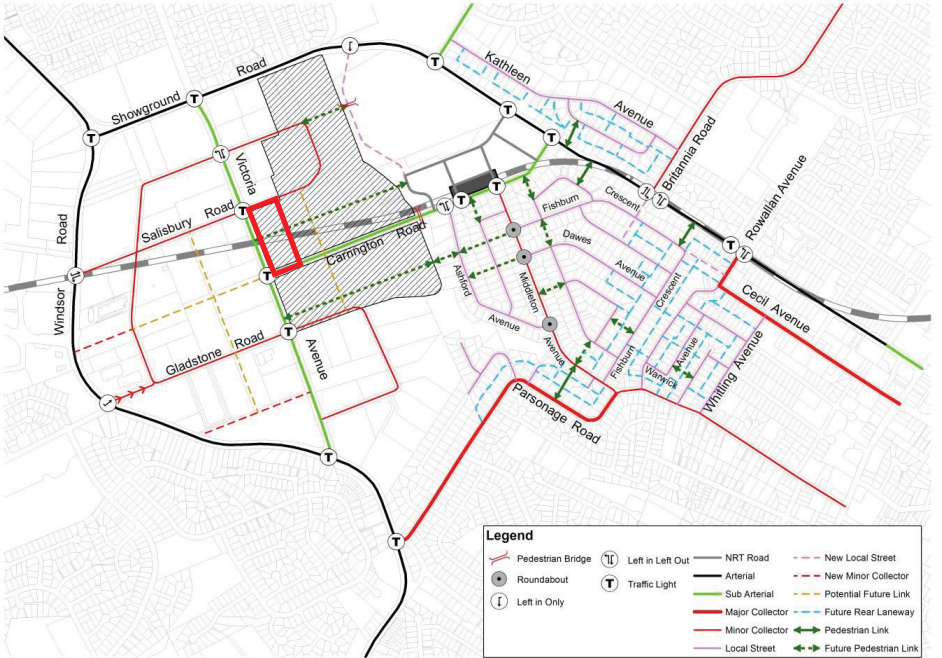 Kathleen
Avenue
Showground Road
Britannia Road
Rowallan Avenue
Victoria
Avenue
Salisbury Road
Windsor Road
Carrington Road
Gladstone Road
Fishburn
Crescent
Dawes
Avenue
Ashford
Avenue
Middleton
Avenue
Fishburn
Crescent
Cecil Avenue
Warwick
Avenue
Whitling Avenue
Parsonage Road
T
T
T
T
T
T
T
T
T
T
T
T
T
T
Legend
Pedestrian Bridge
Roundabout
Left in Only
Left in Left Out
T Traffic Light
NRT Road
Arterial
Sub Arterial
Major Collector
Minor Collector
Local Street
New Local Street
New Minor Collector
Potential Future Link
Future Rear Laneway
Pedestrian Link
Future Pedestrian Link